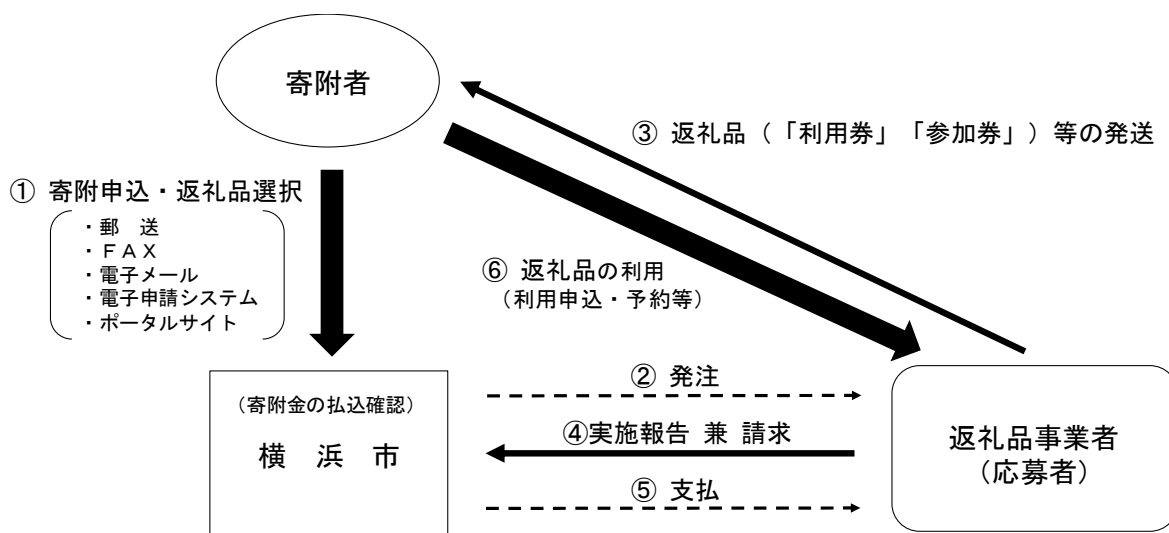 寄附者
③ 返礼品（「利用券」「参加券」）等の発送
① 寄附申込・返礼品選択
・郵　送
・ＦＡＸ
・電子メール
・電子申請システム
・ポータルサイト
⑥ 返礼品の利用
（利用申込・予約等）
（寄附金の払込確認）
横　浜　市
② 発注
④実施報告 兼 請求
⑤ 支払
返礼品事業者
（応募者）